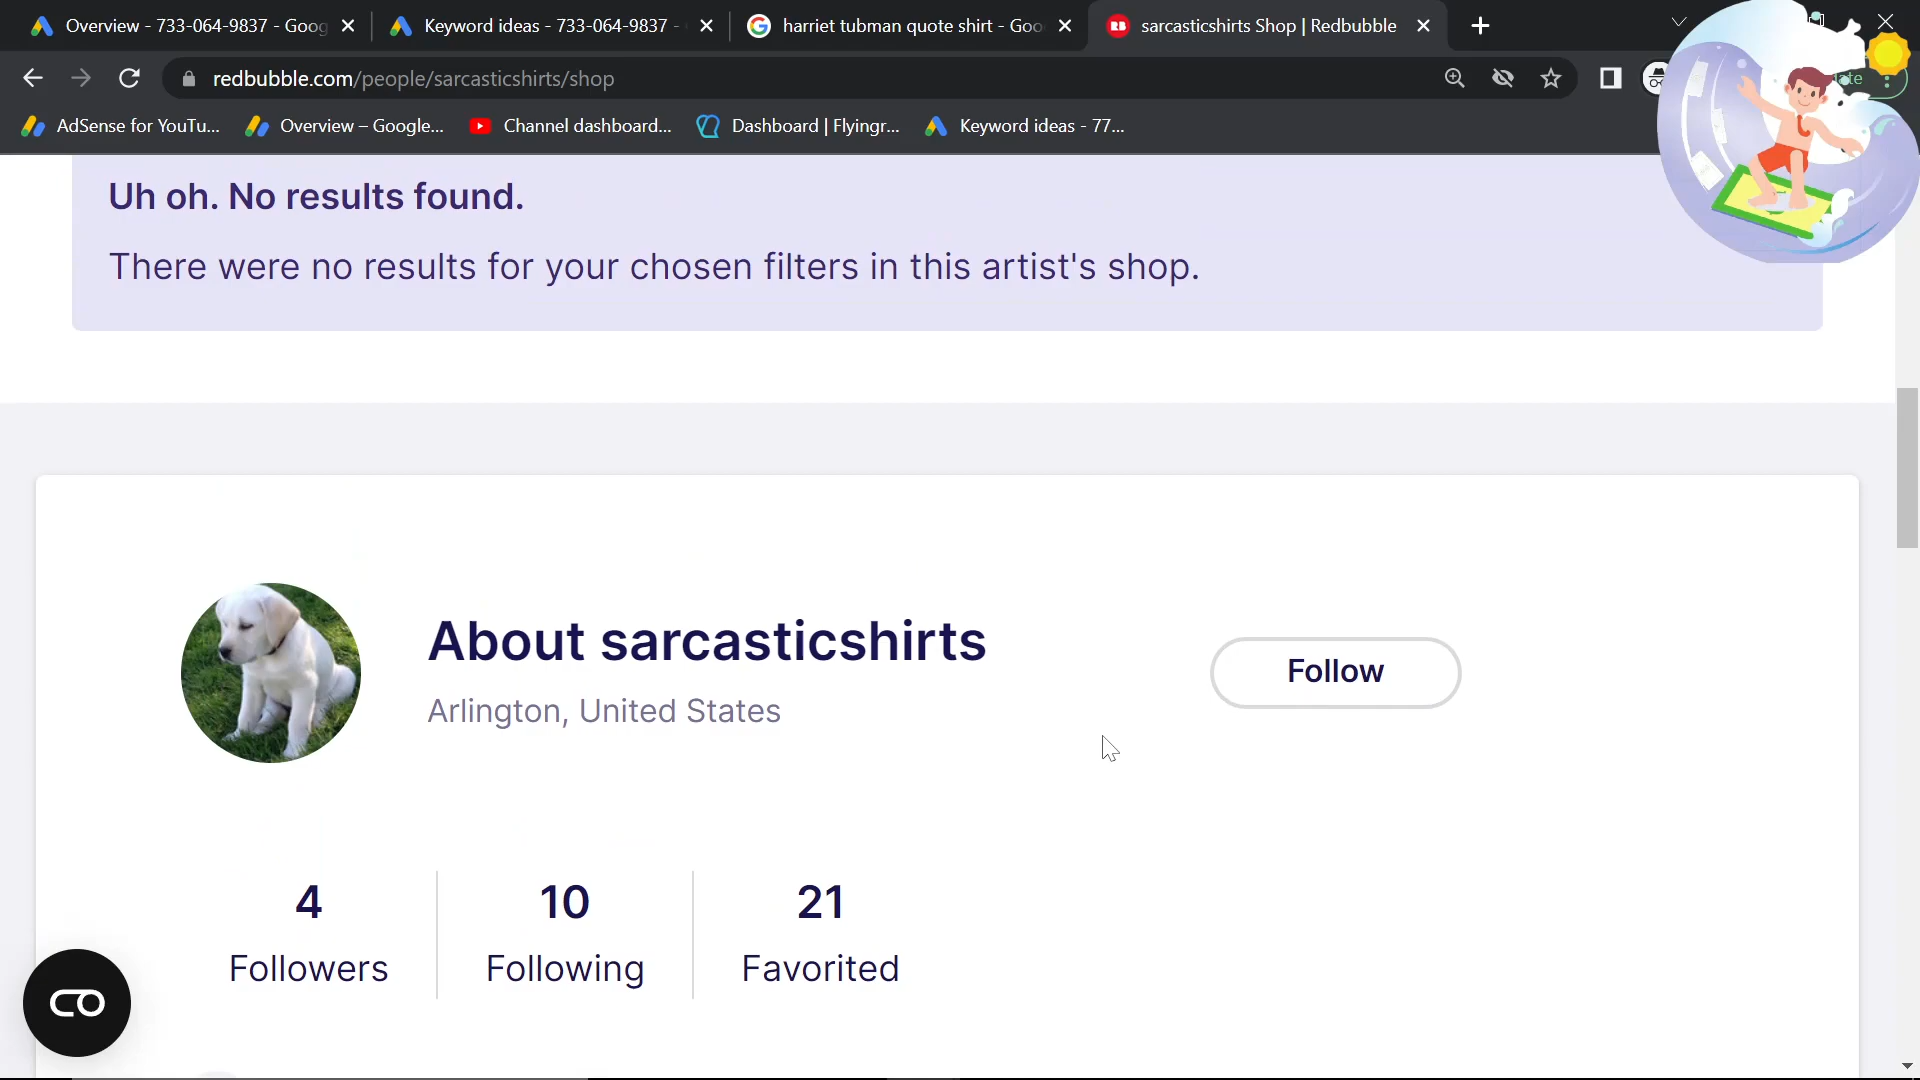 Overview - 733-064-9837 - Goog
Keyword ideas - 733-064-9837 -
harriet tubman quote shirt - Goo
sarcasticshirts Shop | Redbubble
redbubble.com/people/sarcasticshirts/shop
AdSense for YouTu...
Overview – Google...
Channel dashboard...
Dashboard | Flyingr...
Keyword ideas - 77...
Uh oh. No results found.
There were no results for your chosen filters in this artist's shop.
About sarcasticshirts
Arlington, United States
Follow
4
10
21
Followers
Following
Favorited